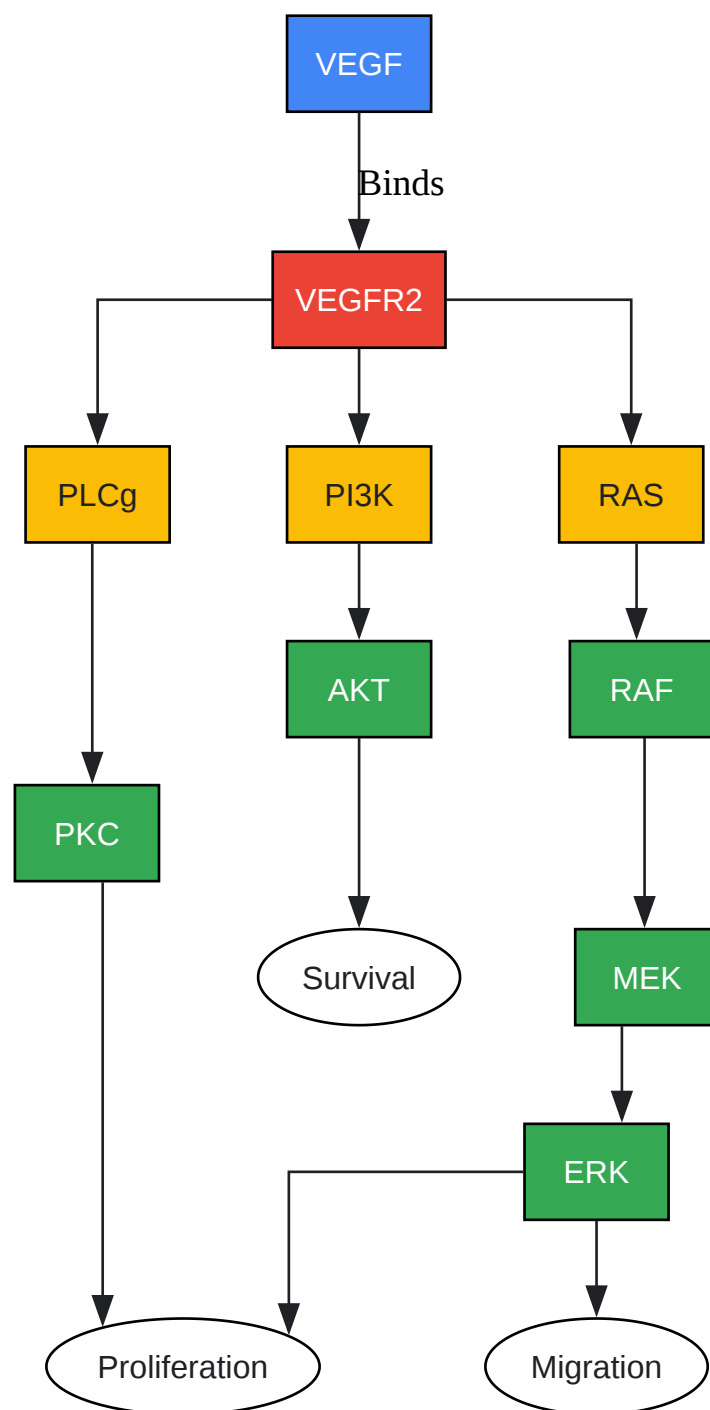 VEGF
Binds
VEGFR2
PLCg
PI3K
RAS
AKT
RAF
PKC
Survival
MEK
ERK
Proliferation
Migration